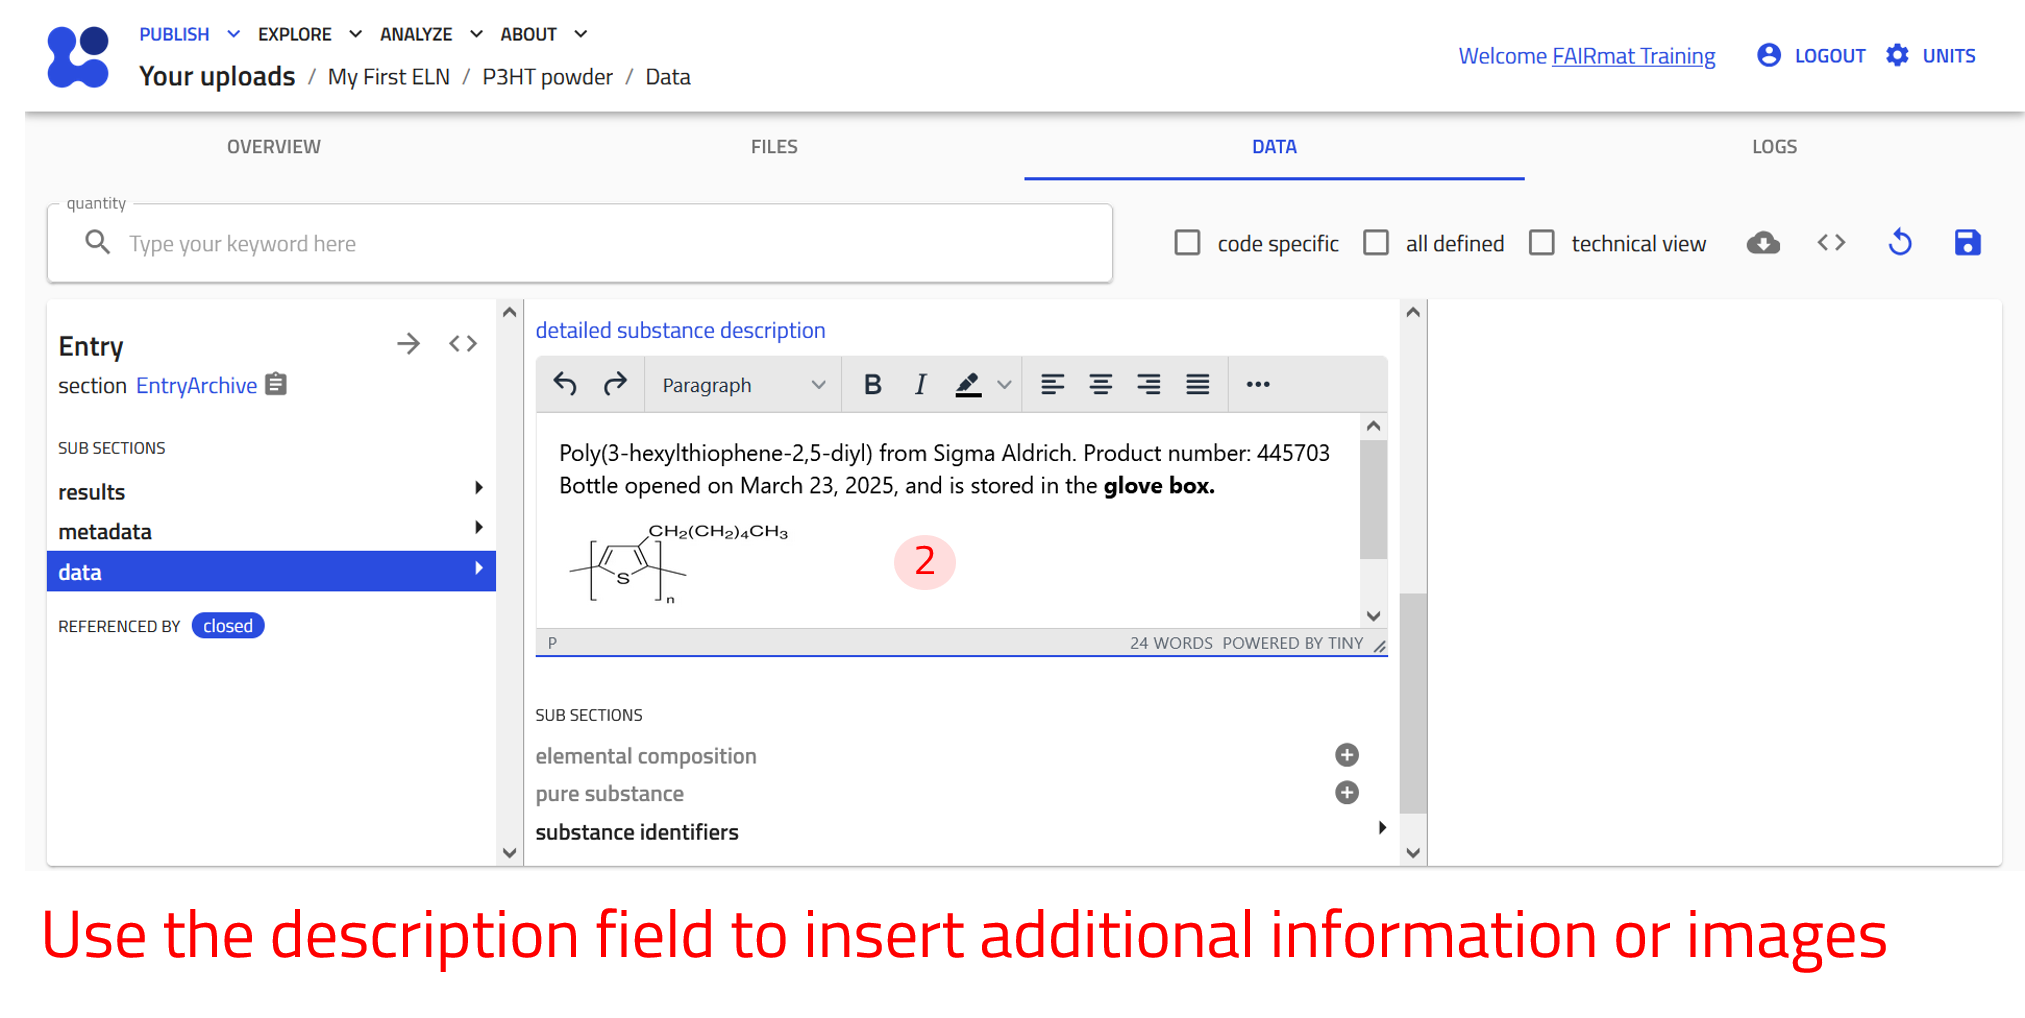 PUBLISH EXPLORE ANALYZE ABOUT
Your uploads / My First ELN / P3HT powder / Data
Welcome FAIRmat Training LOGOUT UNITS
OVERVIEW FILES DATA LOGS
quantity
Type your keyword here
code specific all defined technical view
Entry
section EntryArchive
SUB SECTIONS
results
metadata
data
REFERENCED BY closed
detailed substance description
Paragraph B I
Poly(3-hexylthiophene-2,5-diyl) from Sigma Aldrich. Product number: 445703
Bottle opened on March 23, 2025, and is stored in the glove box.
CH₂(CH₂)₄CH₃
S
n
2
P 24 WORDS POWERED BY TINY
SUB SECTIONS
elemental composition
pure substance
substance identifiers
Use the description field to insert additional information or images